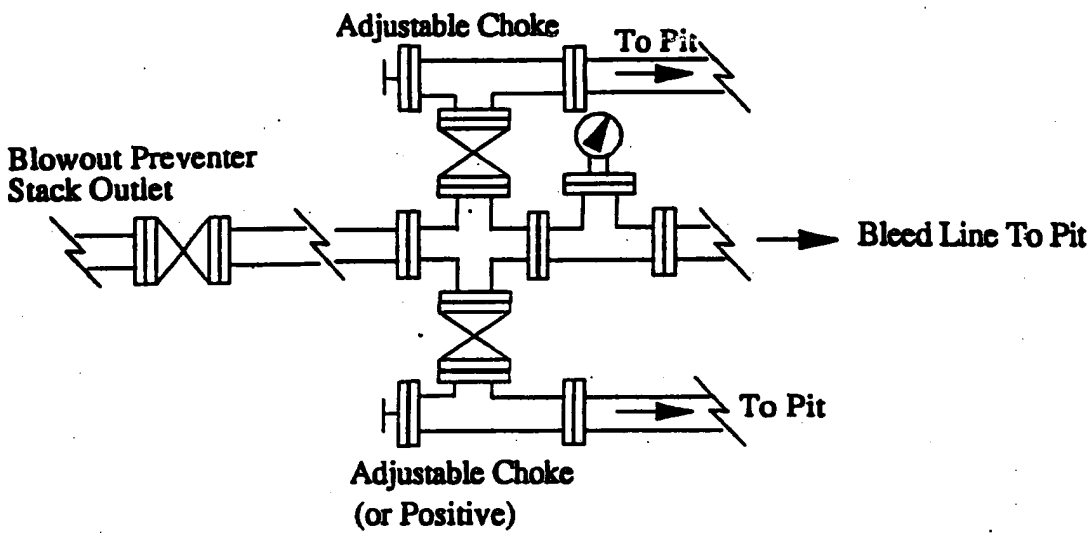 Adjustable Choke
To Pit
Blowout Preventer
Stack Outlet
Bleed Line To Pit
To Pit
Adjustable Choke
(or Positive)